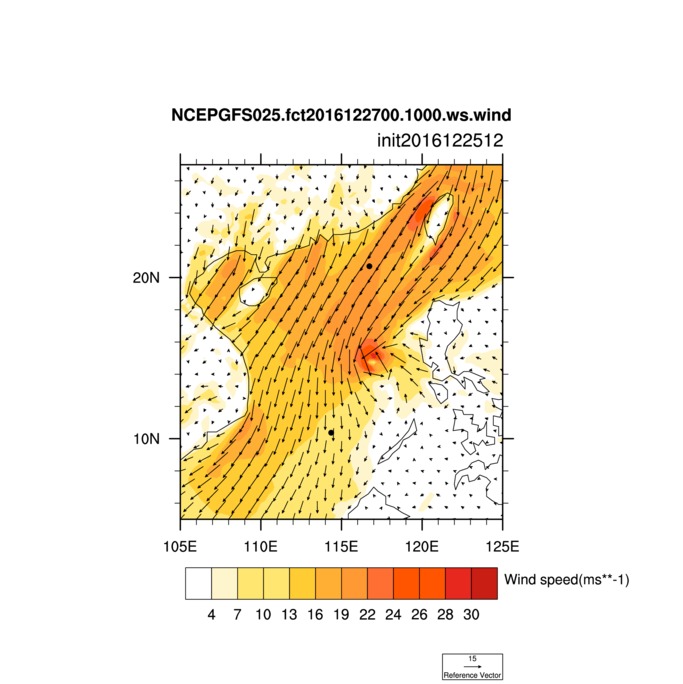 NCEPGFS025.fct2016122700.1000.ws.wind
init2016122512
20N
10N
105E 110E 115E 120E 125E
Wind speed(ms**-1)
4 7 10 13 16 19 22 24 26 28 30
15
Reference Vector